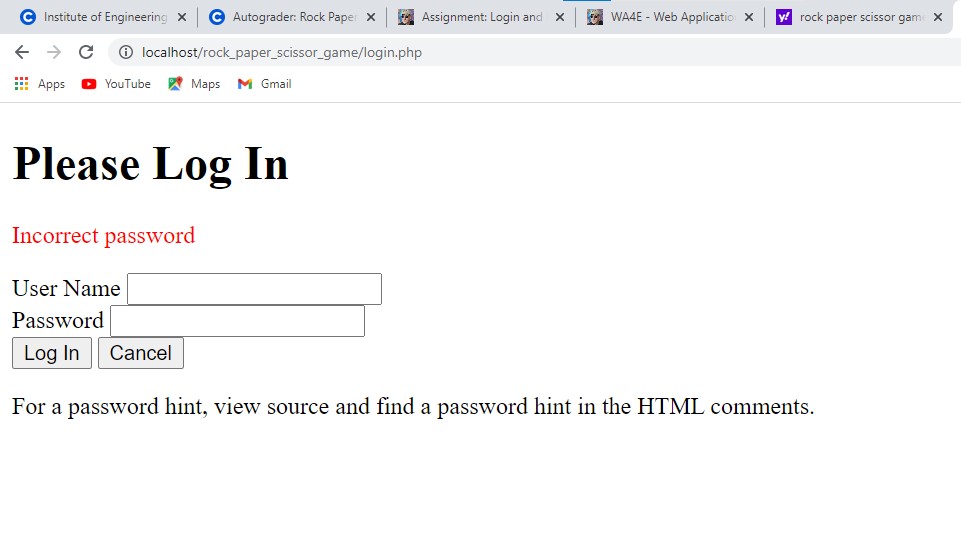 Institute of Engineering Autograder: Rock Paper Assignment: Login and WA4E - Web Applicatio rock paper scissor game
localhost/rock_paper_scissor_game/login.php
Apps YouTube Maps Gmail
Please Log In
Incorrect password
User Name
Password
Log In Cancel
For a password hint, view source and find a password hint in the HTML comments.